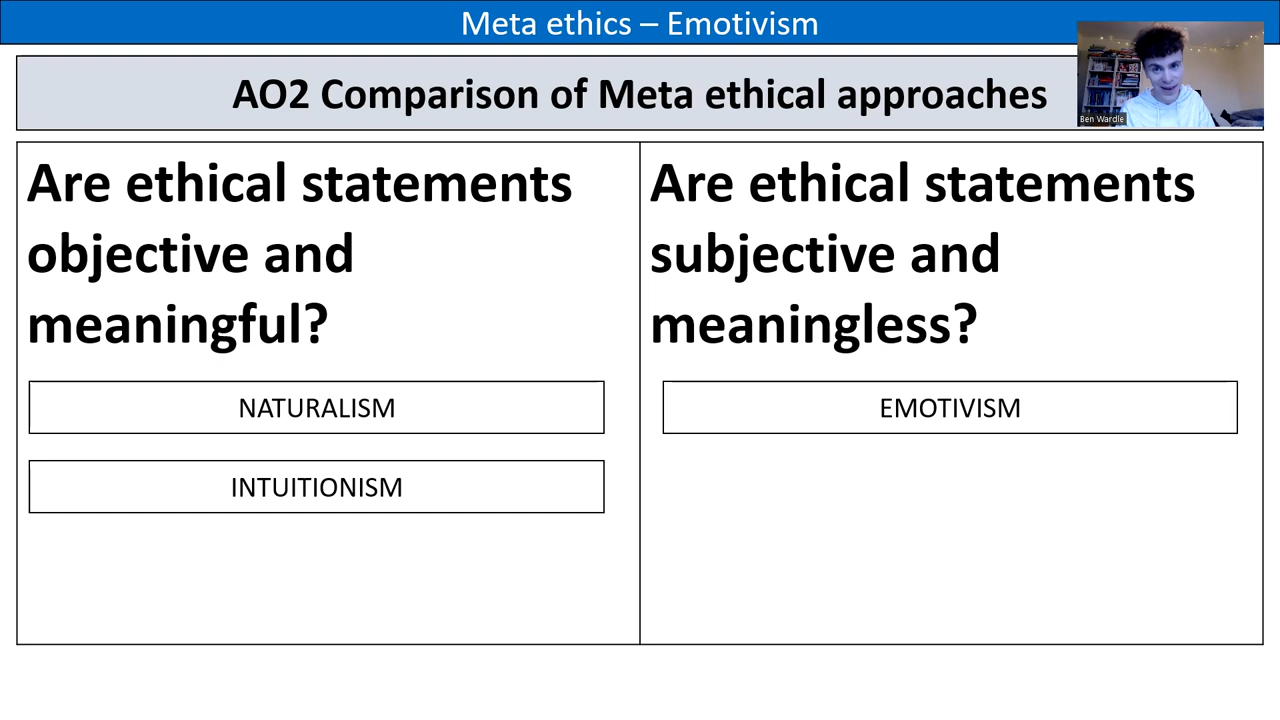 Meta ethics – Emotivism
AO2 Comparison of Meta ethical approaches
Ben Wardle
Are ethical statements
objective and
meaningful?
NATURALISM
INTUITIONISM
Are ethical statements
subjective and
meaningless?
EMOTIVISM